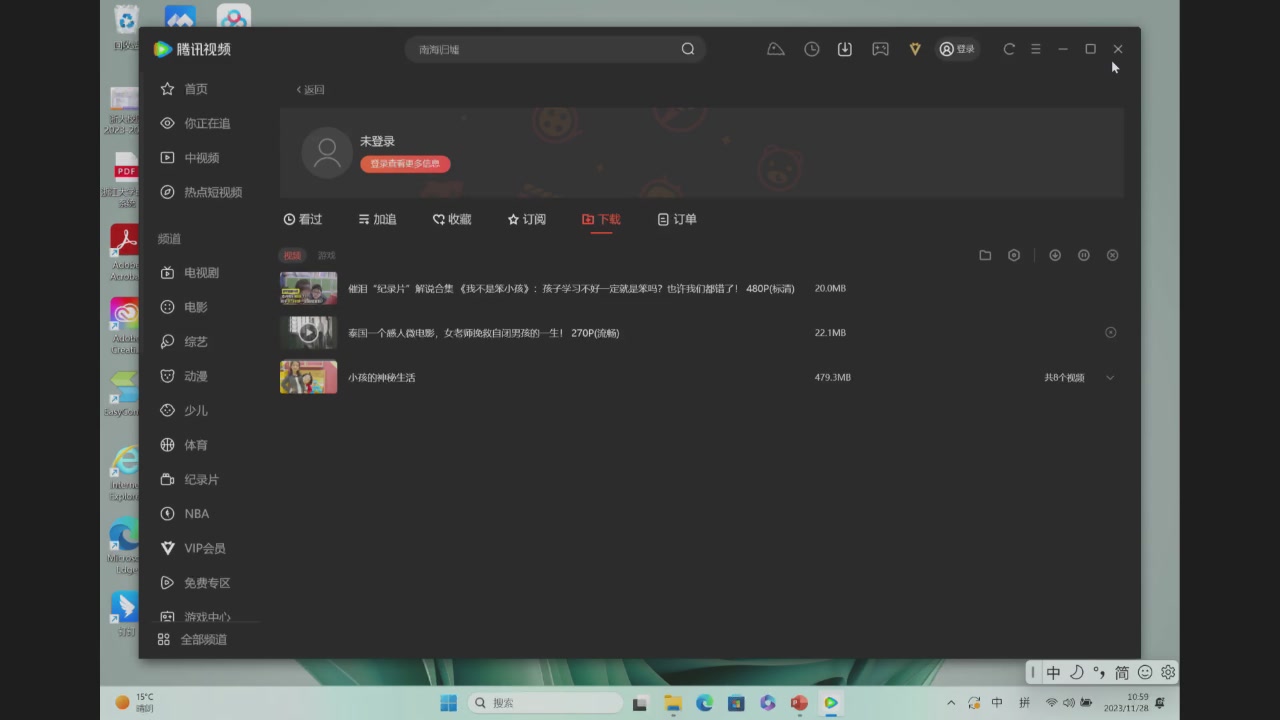 腾讯视频
南海归墟
登录
首页
返回
你正在追
未登录
中视频
登录查看更多信息
热点短视频
看过
加追
收藏
订阅
下载
订单
频道
视频
游戏
电视剧
催泪“纪录片”解说合集《我不是笨小孩》：孩子学习不好一定就是笨吗？也许我们都错了！ 480P(标清)
20.0MB
电影
泰国一个感人微电影，女老师挽救自闭男孩的一生！ 270P(流畅)
22.1MB
综艺
小孩的神秘生活
479.3MB
共8个视频
动漫
少儿
体育
纪录片
NBA
VIP会员
免费专区
游戏中心
全部频道
PDF
Adobe
Adobe
Internet
Explorer
Microsoft
Edge
钉钉
中
简
15°C
晴朗
搜索
中
拼
10:59
2023/11/28